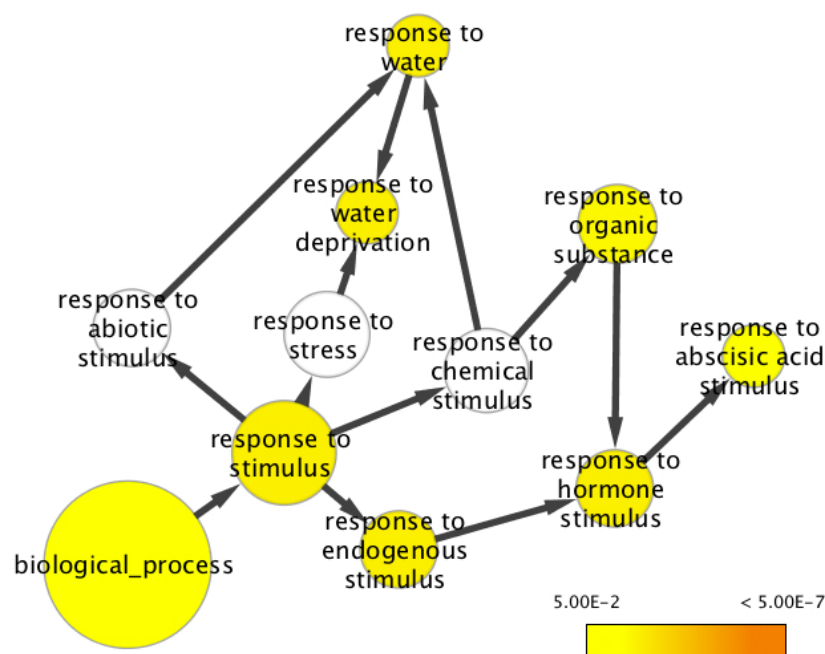 response to
water
response to
water
deprivation
response to
organic
substance
response to
abiotic
stimulus
response to
stress
response to
chemical
stimulus
response to
abscisic acid
stimulus
response to
stimulus
response to
hormone
stimulus
response to
endogenous
stimulus
biological_process
5.00E-2
< 5.00E-7